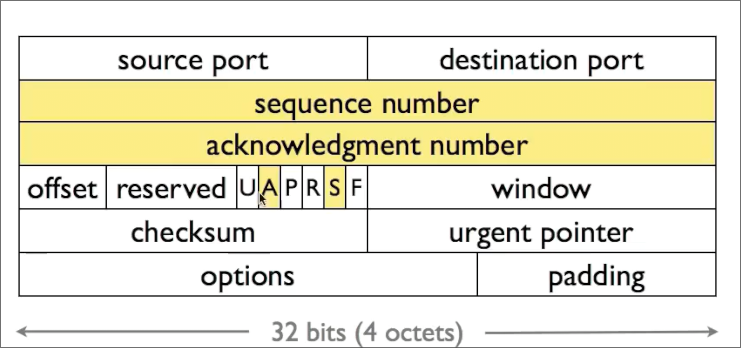 source port destination port
sequence number
acknowledgment number
offset reserved U A P R S F window
checksum urgent pointer
options padding
32 bits (4 octets)